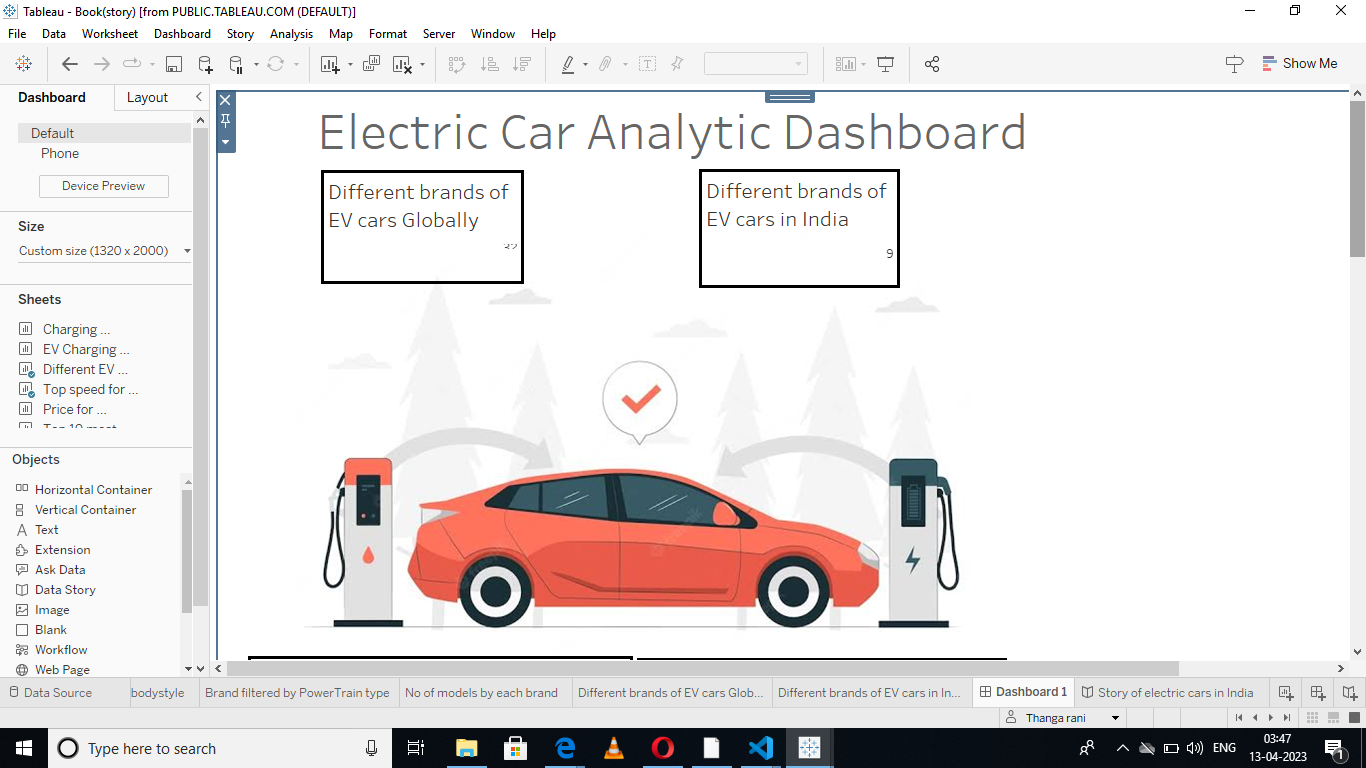 Tableau - Book(story) [from PUBLIC.TABLEAU.COM (DEFAULT)]
File Data Worksheet Dashboard Story Analysis Map Format Server Window Help
Show Me
Dashboard Layout
Default
Phone
Device Preview
Size
Custom size (1320 x 2000)
Sheets
Charging ...
EV Charging ...
Different EV ...
Top speed for ...
Price for ...
Objects
Horizontal Container
Vertical Container
Text
Extension
Ask Data
Data Story
Image
Blank
Workflow
Web Page
Electric Car Analytic Dashboard
Different brands of
EV cars Globally
Different brands of
EV cars in India
9
Data Source bodystyle Brand filtered by PowerTrain type No of models by each brand Different brands of EV cars Glob... Different brands of EV cars in In... Dashboard 1 Story of electric cars in India
Thanga rani
Type here to search
ENG
03:47
13-04-2023
1